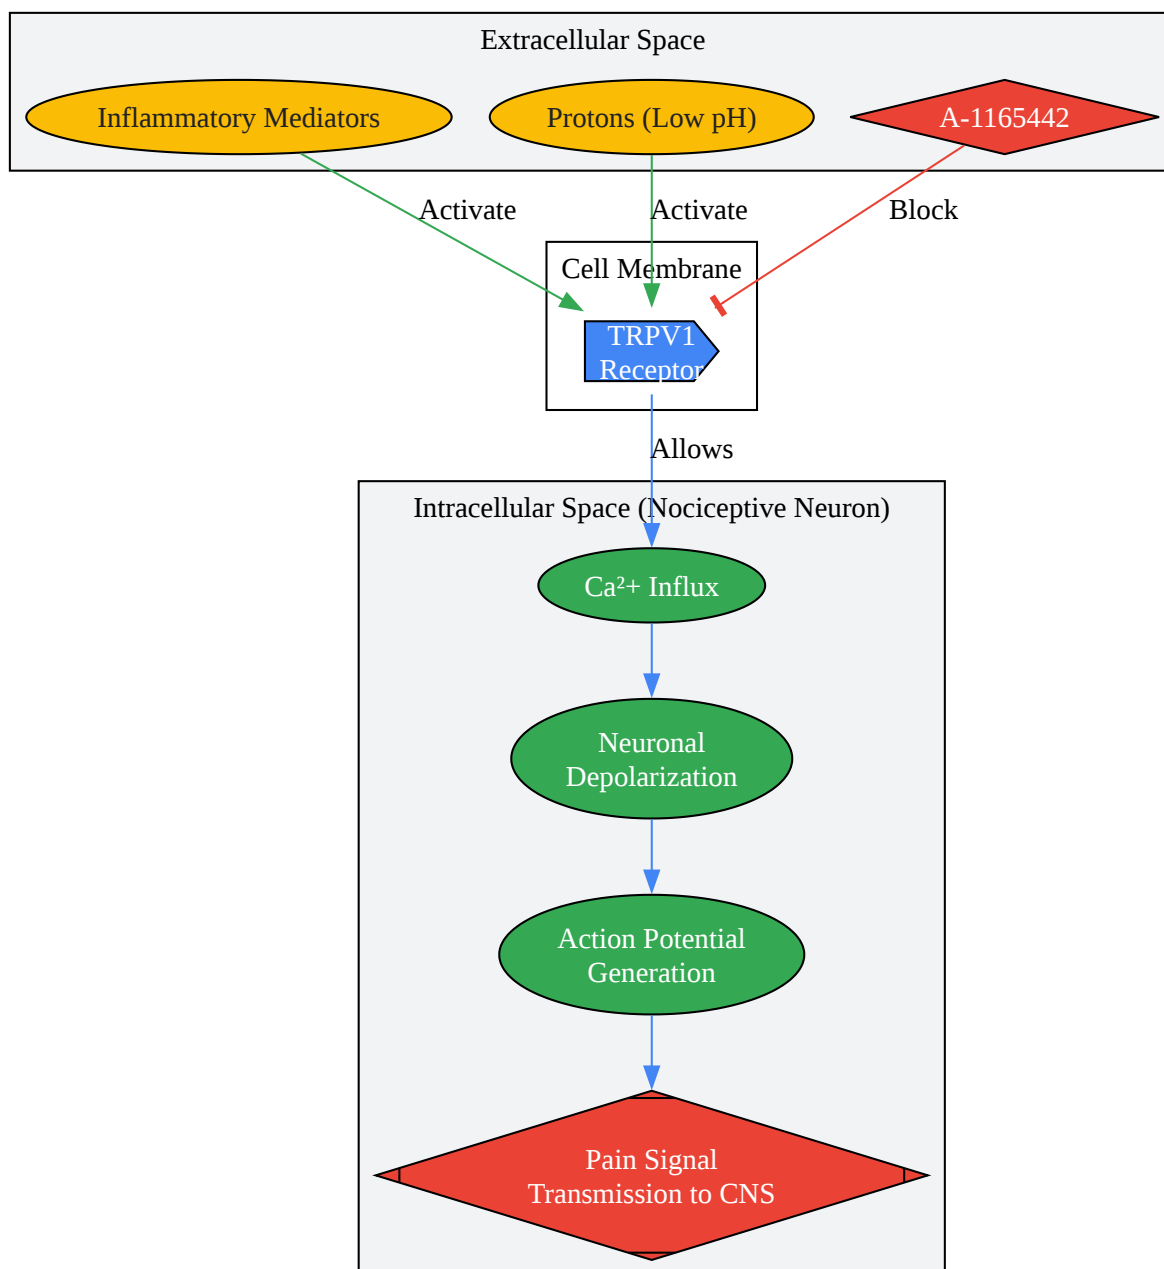 Extracellular Space
Inflammatory Mediators
Protons (Low pH)
A-1165442
Activate
Activate
Block
Cell Membrane
TRPV1
Receptor
Allows
Intracellular Space (Nociceptive Neuron)
Ca²+ Influx
Neuronal
Depolarization
Action Potential
Generation
Pain Signal
Transmission to CNS